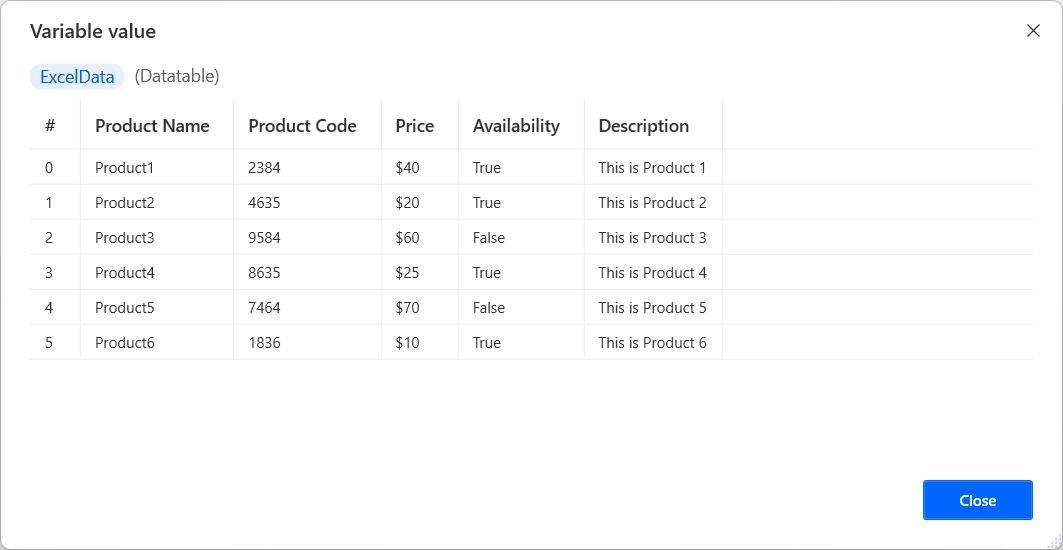 Variable value
ExcelData (Datatable)
# Product Name Product Code Price Availability Description
0 Product1 2384 $40 True This is Product 1
1 Product2 4635 $20 True This is Product 2
2 Product3 9584 $60 False This is Product 3
3 Product4 8635 $25 True This is Product 4
4 Product5 7464 $70 False This is Product 5
5 Product6 1836 $10 True This is Product 6
Close